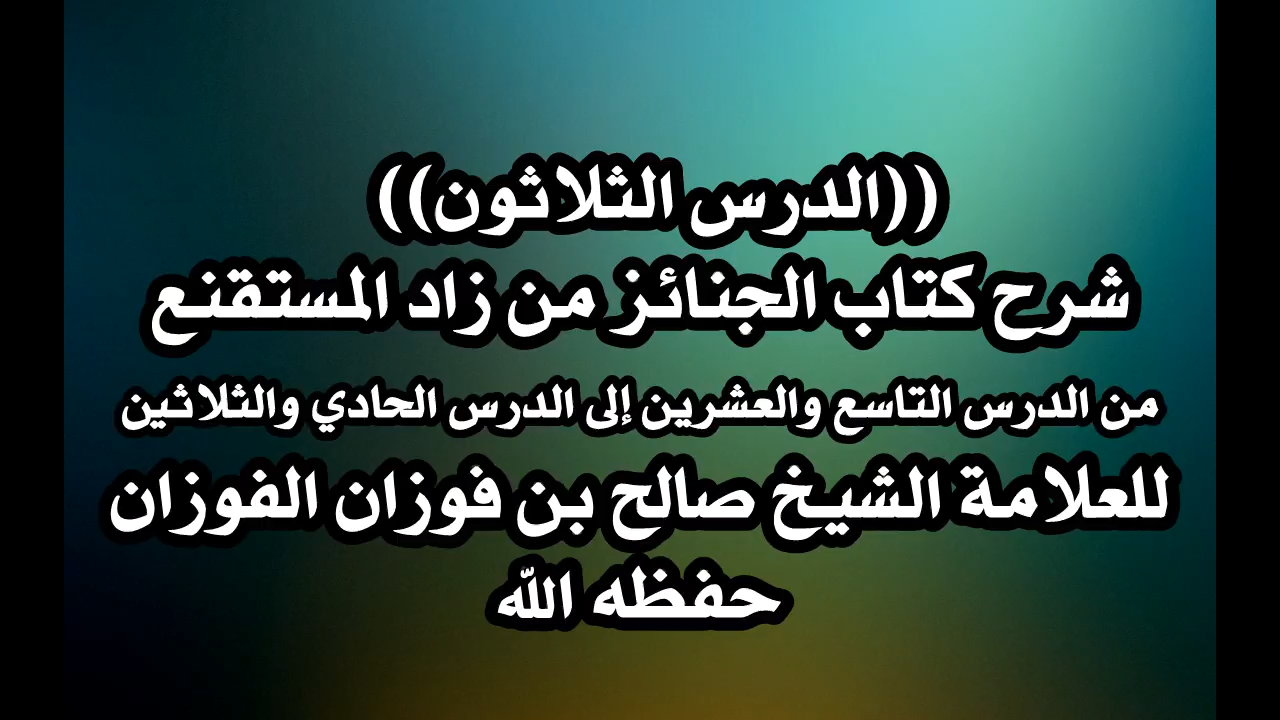 ((الدرس الثلاثون))
شرح كتاب الجنائز من زاد المستقنع
من الدرس التاسع والعشرين إلى الدرس الحادي والثلاثين
للعلامة الشيخ صالح بن فوزان الفوزان
حفظه الله